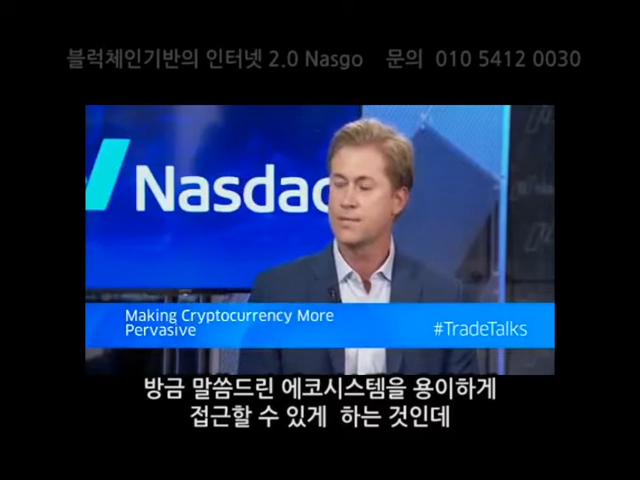 블럭체인기반의 인터넷 2.0 Nasgo 문의 010 5412 0030
Nasdaq
Making Cryptocurrency More
Pervasive
#TradeTalks
방금 말씀드린 에코시스템을 용이하게
접근할 수 있게 하는 것인데